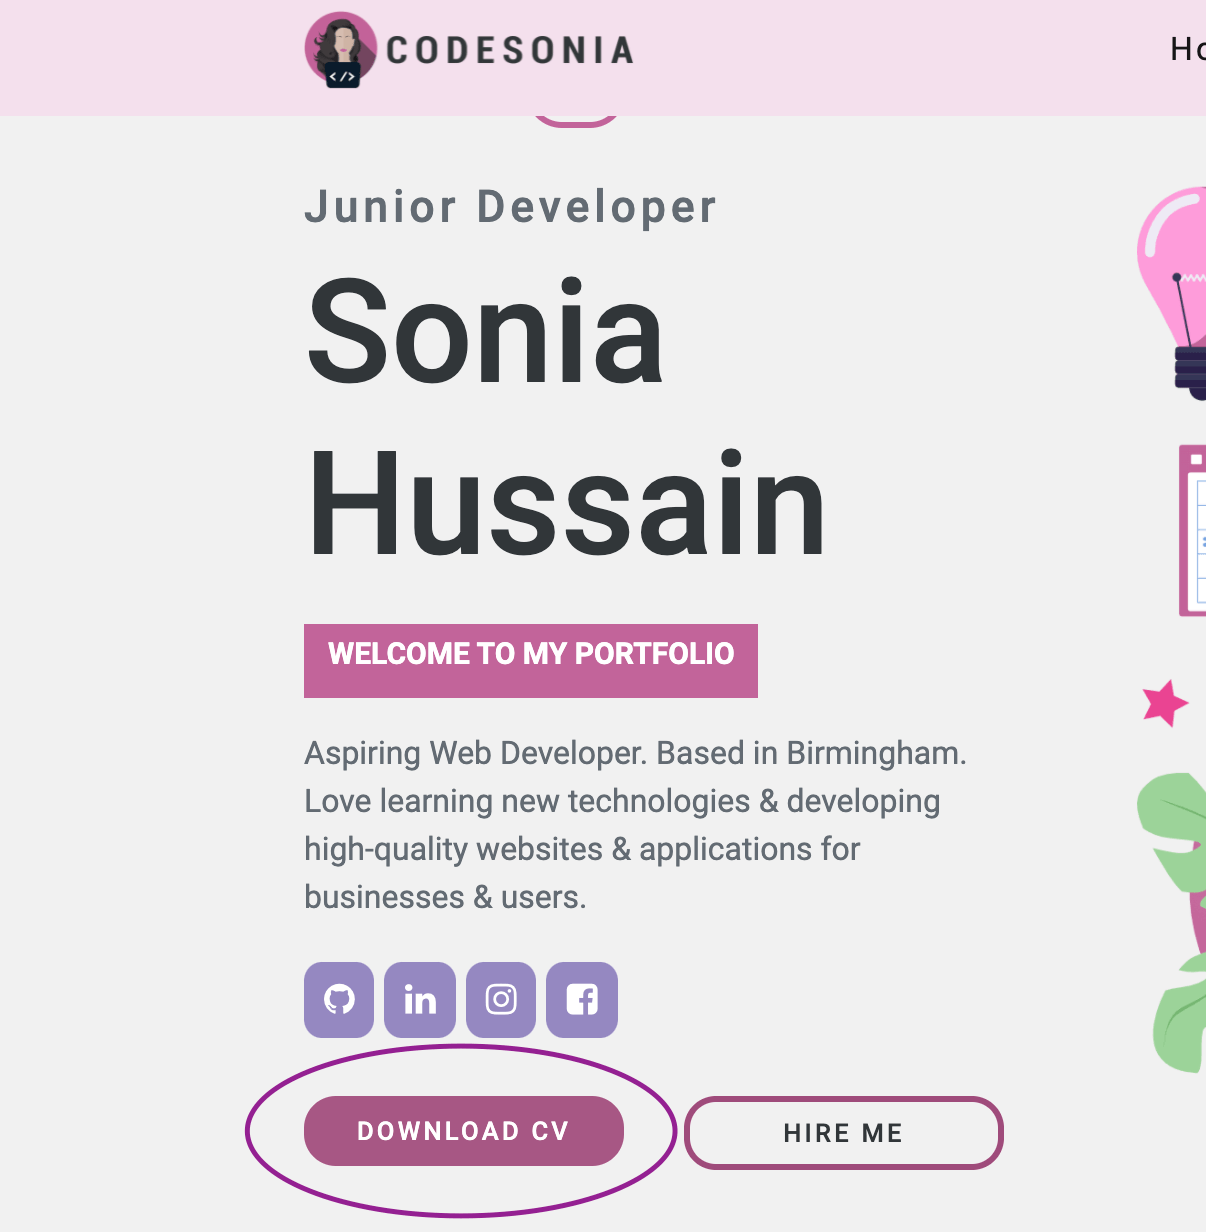 </>
CODESONIA
Junior Developer
Sonia
Hussain
WELCOME TO MY PORTFOLIO
Aspiring Web Developer. Based in Birmingham.
Love learning new technologies & developing
high-quality websites & applications for
businesses & users.
in
DOWNLOAD CV
HIRE ME